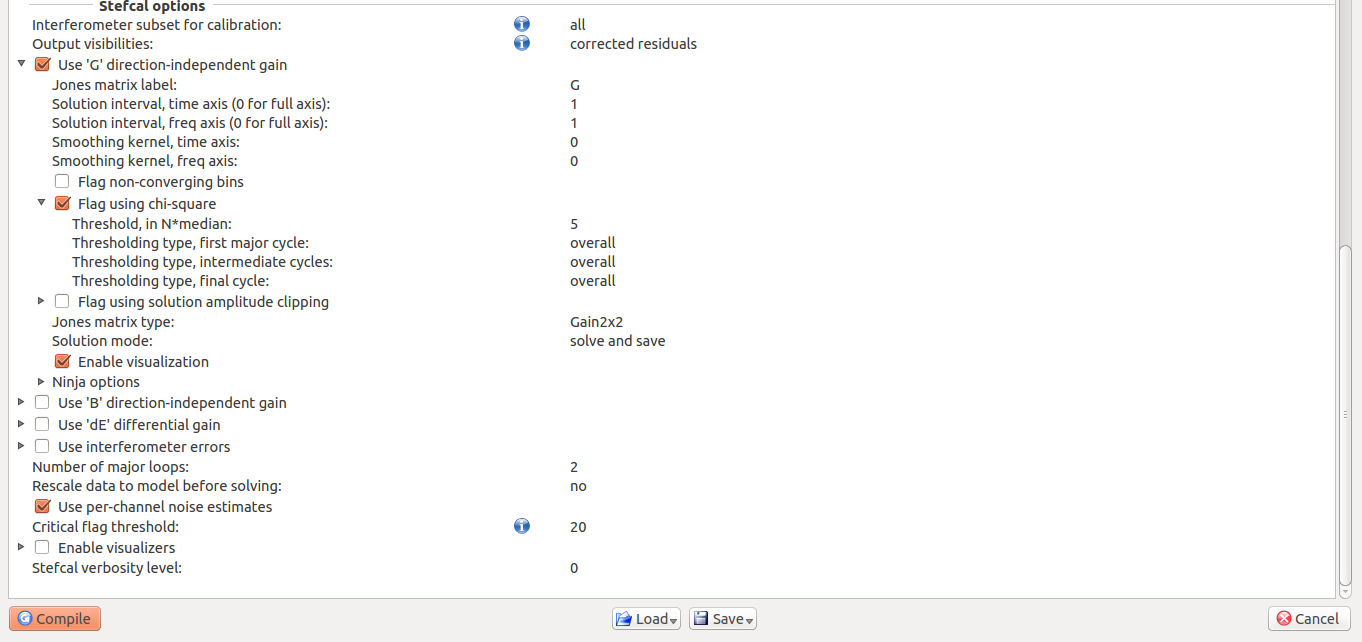 Stefcal options
Interferometer subset for calibration: all
Output visibilities: corrected residuals
Use 'G' direction-independent gain
Jones matrix label: G
Solution interval, time axis (0 for full axis): 1
Solution interval, freq axis (0 for full axis): 1
Smoothing kernel, time axis: 0
Smoothing kernel, freq axis: 0
Flag non-converging bins
Flag using chi-square
Threshold, in N*median: 5
Thresholding type, first major cycle: overall
Thresholding type, intermediate cycles: overall
Thresholding type, final cycle: overall
Flag using solution amplitude clipping
Jones matrix type: Gain2x2
Solution mode: solve and save
Enable visualization
Ninja options
Use 'B' direction-independent gain
Use 'dE' differential gain
Use interferometer errors
Number of major loops: 2
Rescale data to model before solving: no
Use per-channel noise estimates
Critical flag threshold: 20
Enable visualizers
Stefcal verbosity level: 0
Compile Load Save Cancel